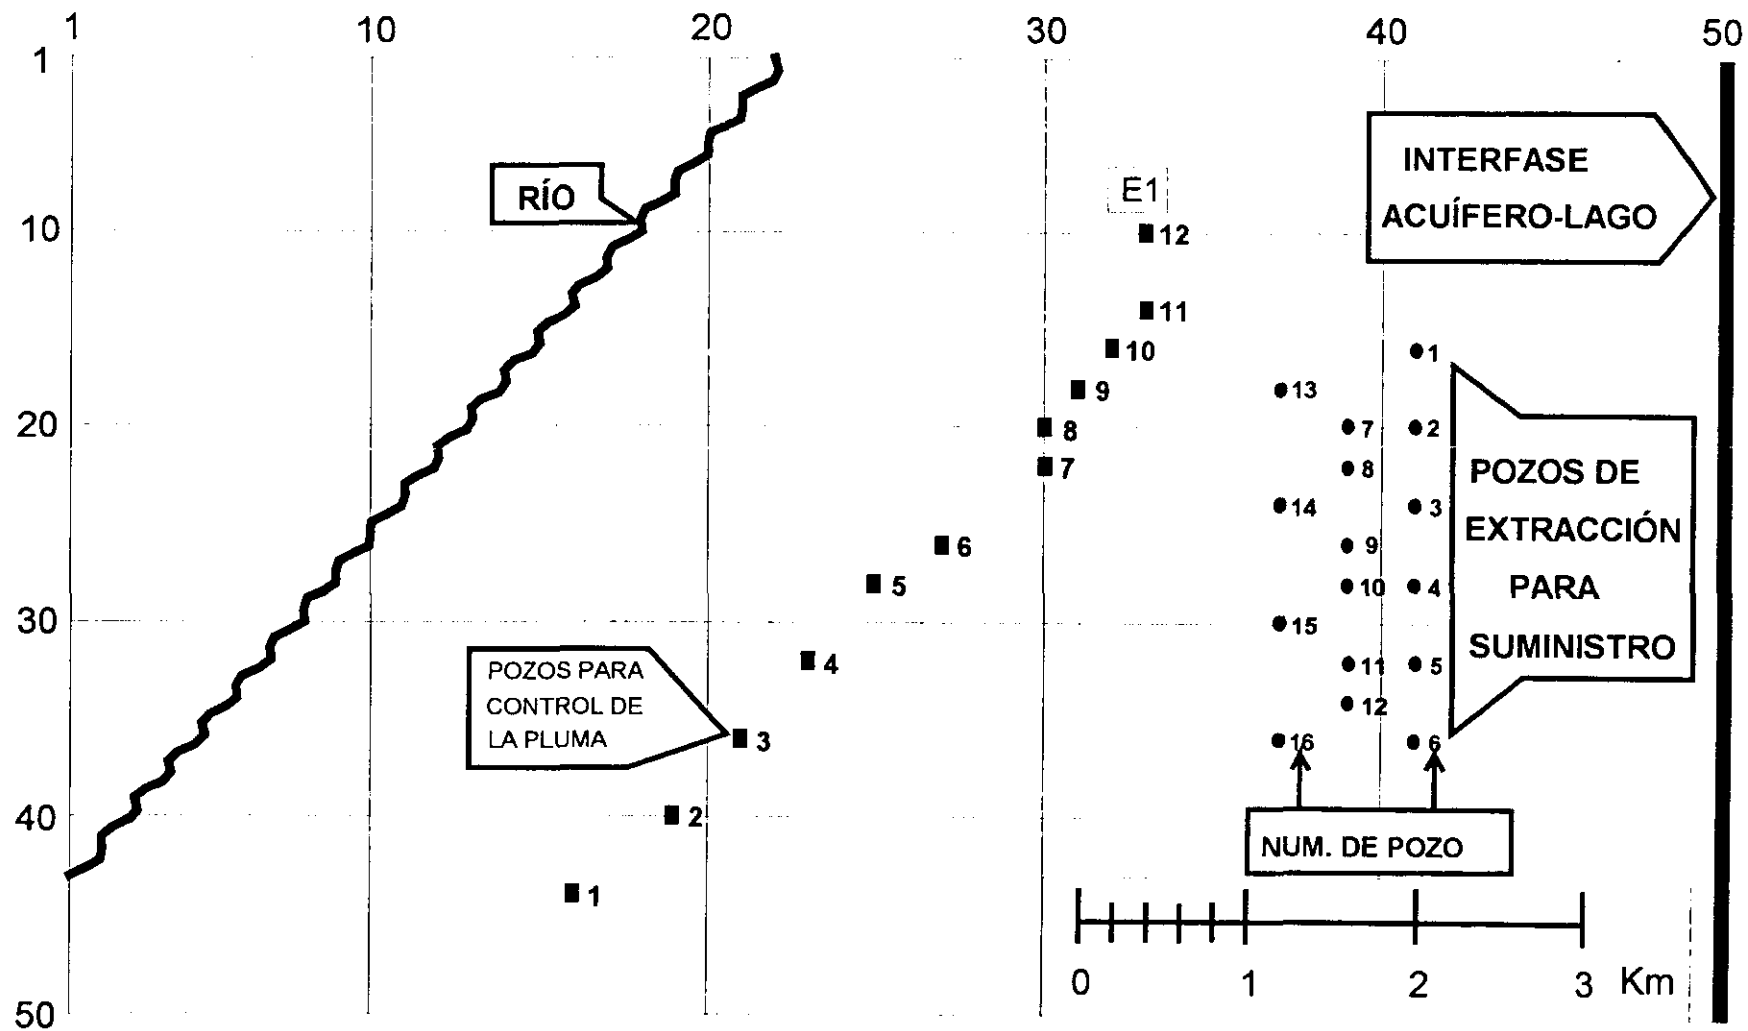 1 10 20 30 40 50
1
RÍO
INTERFASE
ACUÍFERO-LAGO
E1
10
12
11
10
1
9
13
20
8
7
2
7
8
14
3
POZOS DE
EXTRACCIÓN
PARA
SUMINISTRO
6
9
5
10
4
30
15
4
11
5
POZOS PARA
CONTROL DE
LA PLUMA
12
3
16
6
40
2
NUM. DE POZO
1
0 1 2 3 Km
50